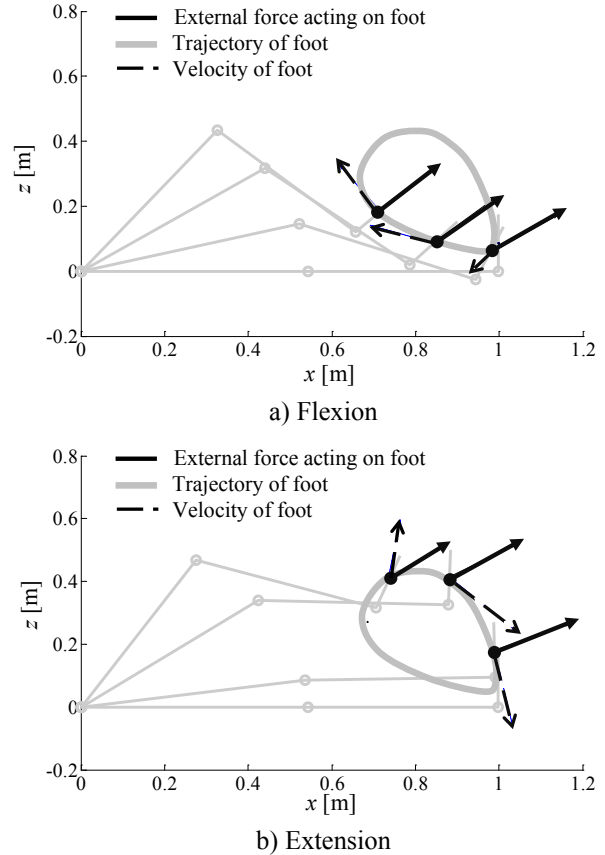 External force acting on foot
Trajectory of foot
Velocity of foot
0.8
0.6
0.4
0.2
0
-0.2
z [m]
0
0.2
0.4
0.6
0.8
1
1.2
x [m]
a) Flexion
External force acting on foot
Trajectory of foot
Velocity of foot
0.8
0.6
0.4
0.2
0
-0.2
z [m]
0
0.2
0.4
0.6
0.8
1
1.2
x [m]
b) Extension